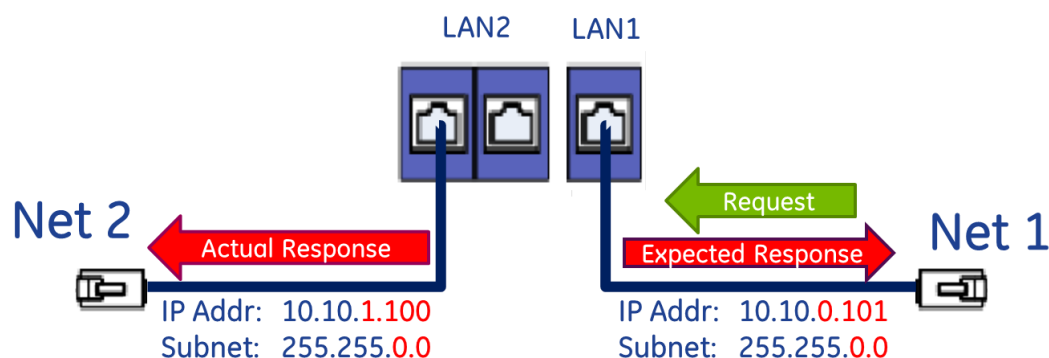 LAN2
LAN1
Request
Net 2
Actual Response
Expected Response
Net 1
IP Addr: 10.10.1.100
Subnet: 255.255.0.0
IP Addr: 10.10.0.101
Subnet: 255.255.0.0